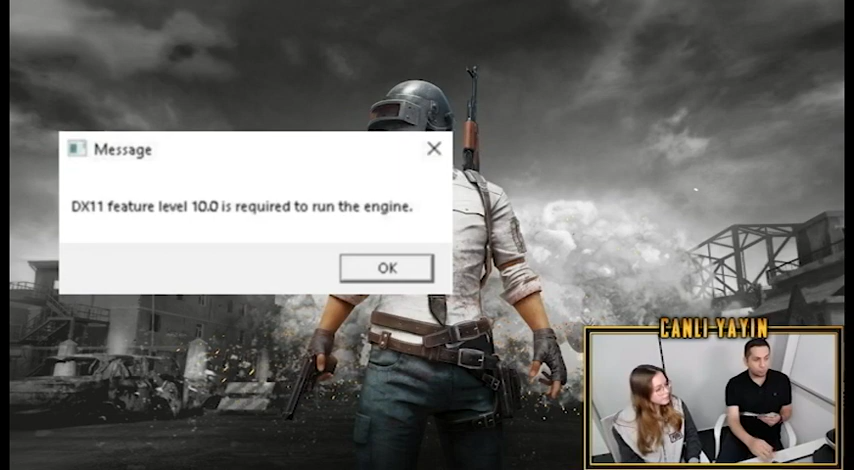 Message
DX11 feature level 10.0 is required to run the engine.
OK
CANLI YAYIN